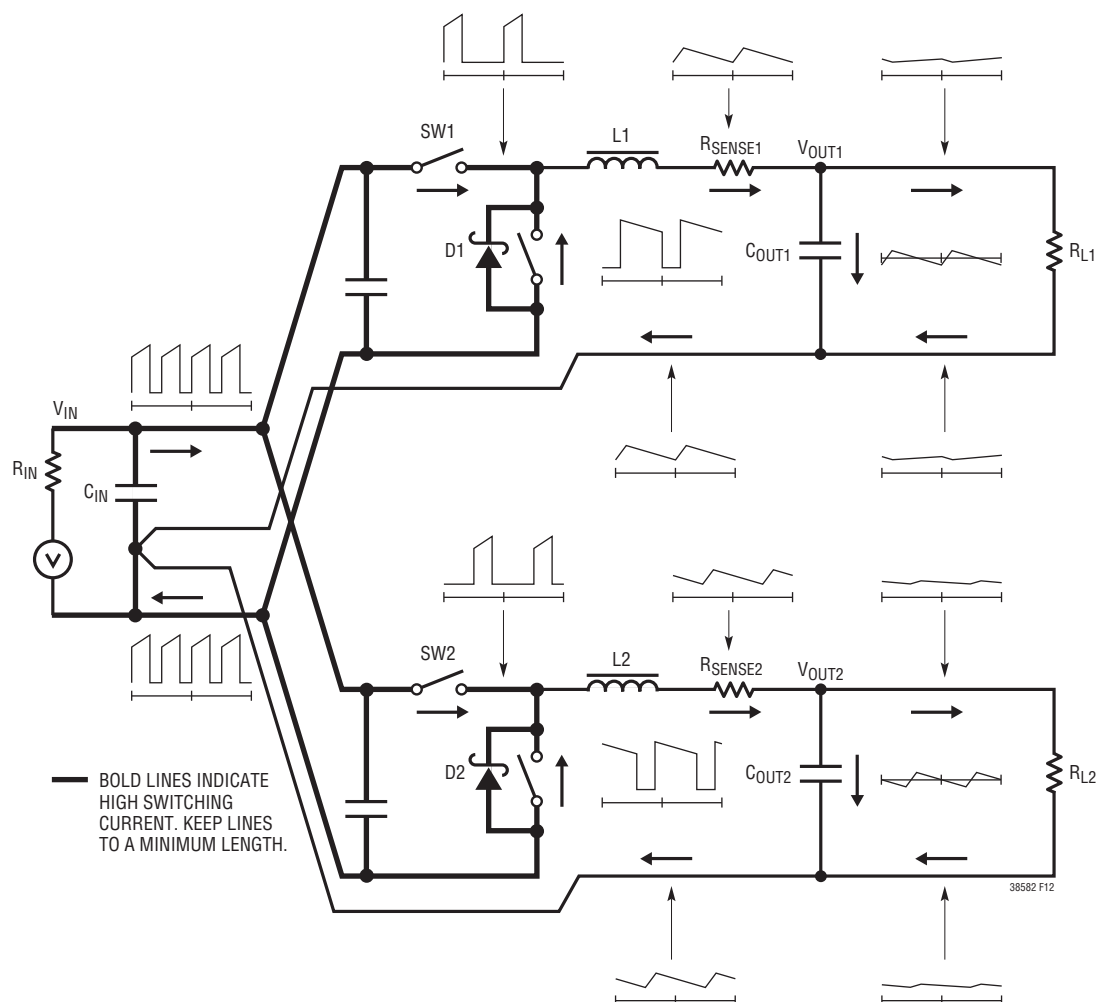 SW1
L1
RSENSE1
VOUT1
D1
COUT1
RL1
VIN
RIN
CIN
V
SW2
L2
RSENSE2
VOUT2
D2
COUT2
RL2
BOLD LINES INDICATE
HIGH SWITCHING
CURRENT. KEEP LINES
TO A MINIMUM LENGTH.
38582 F12